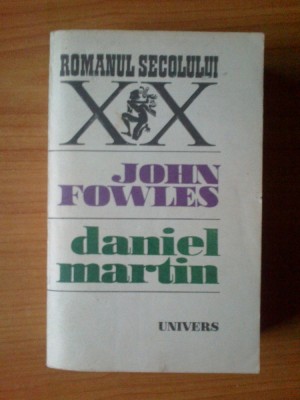 ROMANUL SECOLULUI
XX
JOHN
FOWLES
daniel
martin
UNIVERS